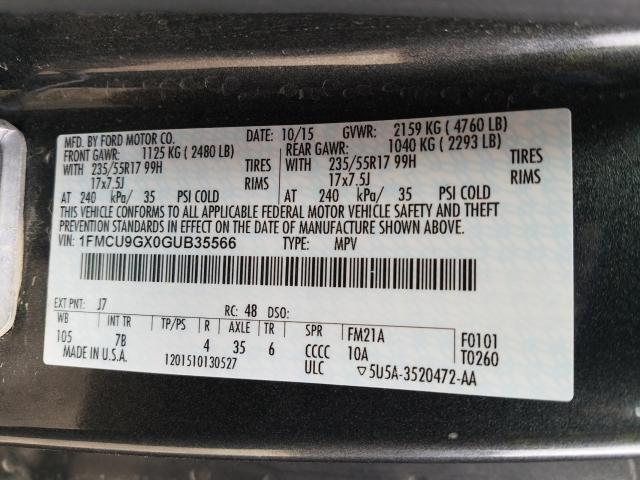 MFD. BY FORD MOTOR CO. DATE: 10/15 GVWR: 2159 KG (4760 LB)
FRONT GAWR: 1125 KG (2480 LB) REAR GAWR: 1040 KG (2293 LB)
WITH 235/55R17 99H TIRES WITH 235/55R17 99H TIRES
17x7.5J RIMS 17x7.5J RIMS
AT 240 kPa/ 35 PSI COLD AT 240 kPa/ 35 PSI COLD
THIS VEHICLE CONFORMS TO ALL APPLICABLE FEDERAL MOTOR VEHICLE SAFETY AND THEFT
PREVENTION STANDARDS IN EFFECT ON THE DATE OF MANUFACTURE SHOWN ABOVE.
VIN: 1FMCU9GX0GUB35566 TYPE: MPV
EXT PNT: J7 RC: 48 DSO:
WB INT TR TP/PS R AXLE TR SPR FM21A F0101
105 7B 4 35 6 CCCC 10A T0260
MADE IN U.S.A. 1201510130527 ULC ▽5U5A-3520472-AA